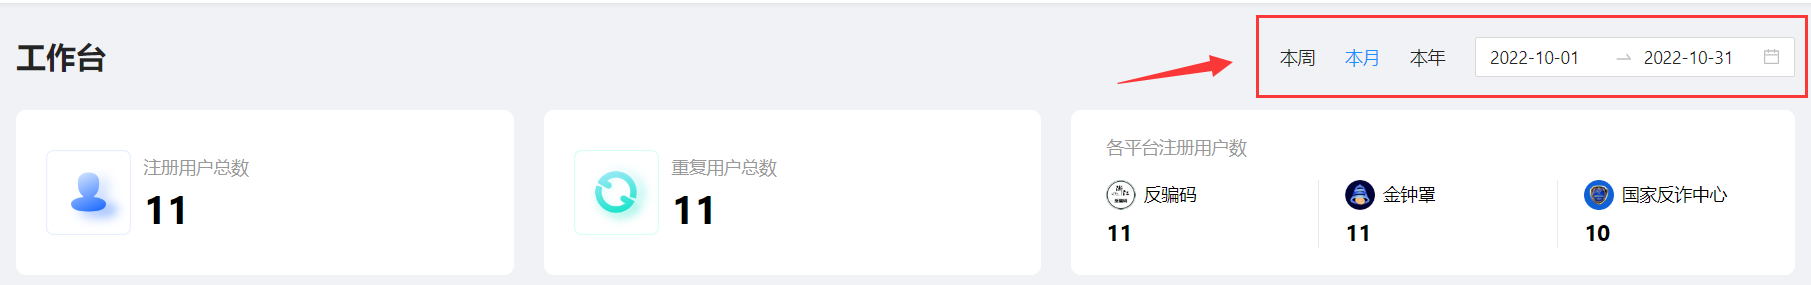 工作台
本周 本月 本年 2022-10-01 2022-10-31
注册用户总数
11
重复用户总数
11
各平台注册用户数
反骗码 金钟罩 国家反诈中心
11 11 10